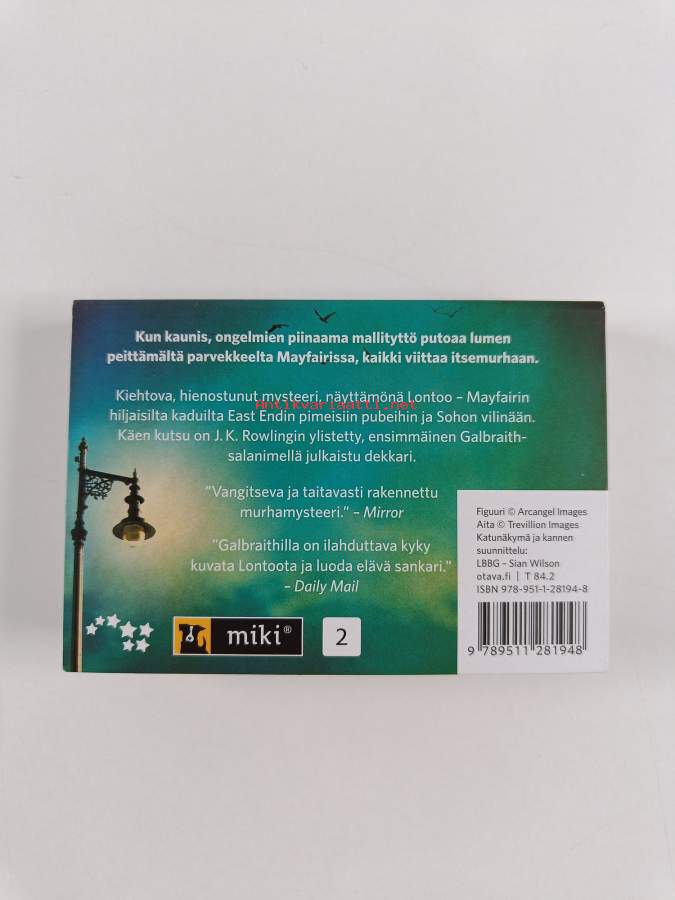 Kun kaunis, ongelmien piinaama mallityttö putoaa lumen
peittämältä parvekkeelta Mayfairissa, kaikki viittaa itsemurhaan.
Kiehtova, hienostunut mysteeri, näyttämönä Lontoo – Mayfairin
Antikvariaatti.net
hiljaisilta kaduilta East Endin pimeisiin pubeihin ja Sohon vilinään.
Käen kutsu on J. K. Rowlingin ylistetty, ensimmäinen Galbraith-
salanimellä julkaistu dekkari.
”Vangitseva ja taitavasti rakennettu
murhamysteeri.” – Mirror
”Galbraithilla on ilahduttava kyky
kuvata Lontoota ja luoda elävä sankari.”
– Daily Mail
miki®
2
Figuuri © Arcangel Images
Aita © Trevillion Images
Katunäkymä ja kannen
suunnittelu:
LBBG – Sian Wilson
otava.fi | T 84.2
ISBN 978-951-1-28194-8
9 789511 281948